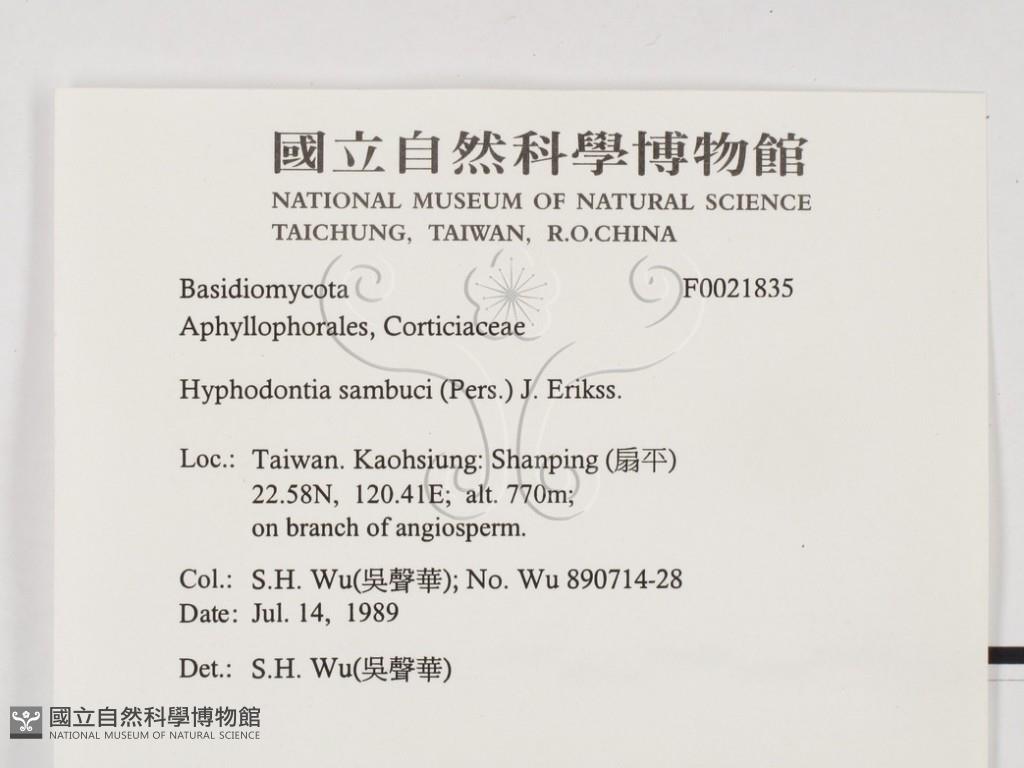 國立自然科學博物館
NATIONAL MUSEUM OF NATURAL SCIENCE
TAICHUNG, TAIWAN, R.O.CHINA
Basidiomycota F0021835
Aphyllophorales, Corticiaceae
Hyphodontia sambuci (Pers.) J. Erikss.
Loc.: Taiwan. Kaohsiung: Shanping (扇平)
22.58N, 120.41E; alt. 770m;
on branch of angiosperm.
Col.: S.H. Wu(吳聲華); No. Wu 890714-28
Date: Jul. 14, 1989
Det.: S.H. Wu(吳聲華)
國立自然科學博物館
NATIONAL MUSEUM OF NATURAL SCIENCE